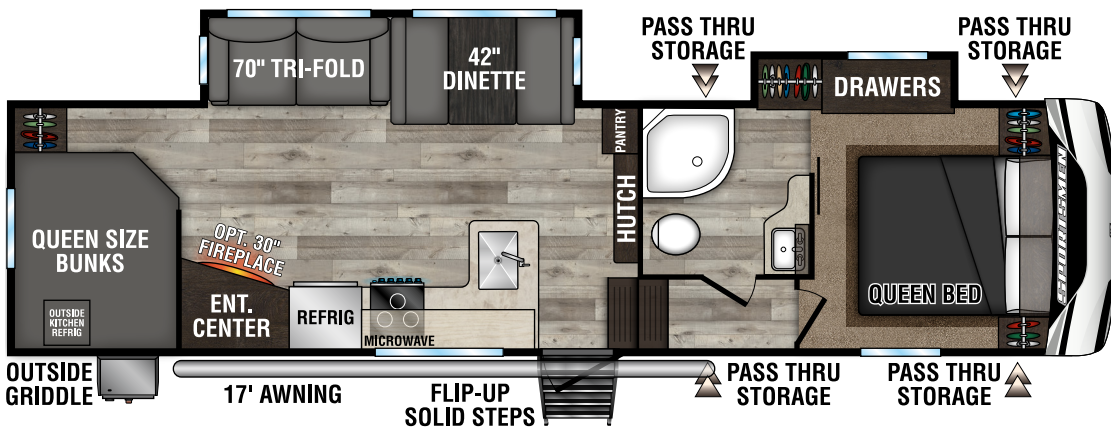 PASS THRU
STORAGE
PASS THRU
STORAGE
70" TRI-FOLD
42"
DINETTE
DRAWERS
PANTRY
HUTCH
SPORTSMEN
QUEEN SIZE
BUNKS
OPT. 30"
FIREPLACE
QUEEN BED
OUTSIDE
KITCHEN
REFRIG
ENT.
CENTER
REFRIG
MICROWAVE
OUTSIDE
GRIDDLE
17' AWNING
FLIP-UP
SOLID STEPS
PASS THRU
STORAGE
PASS THRU
STORAGE